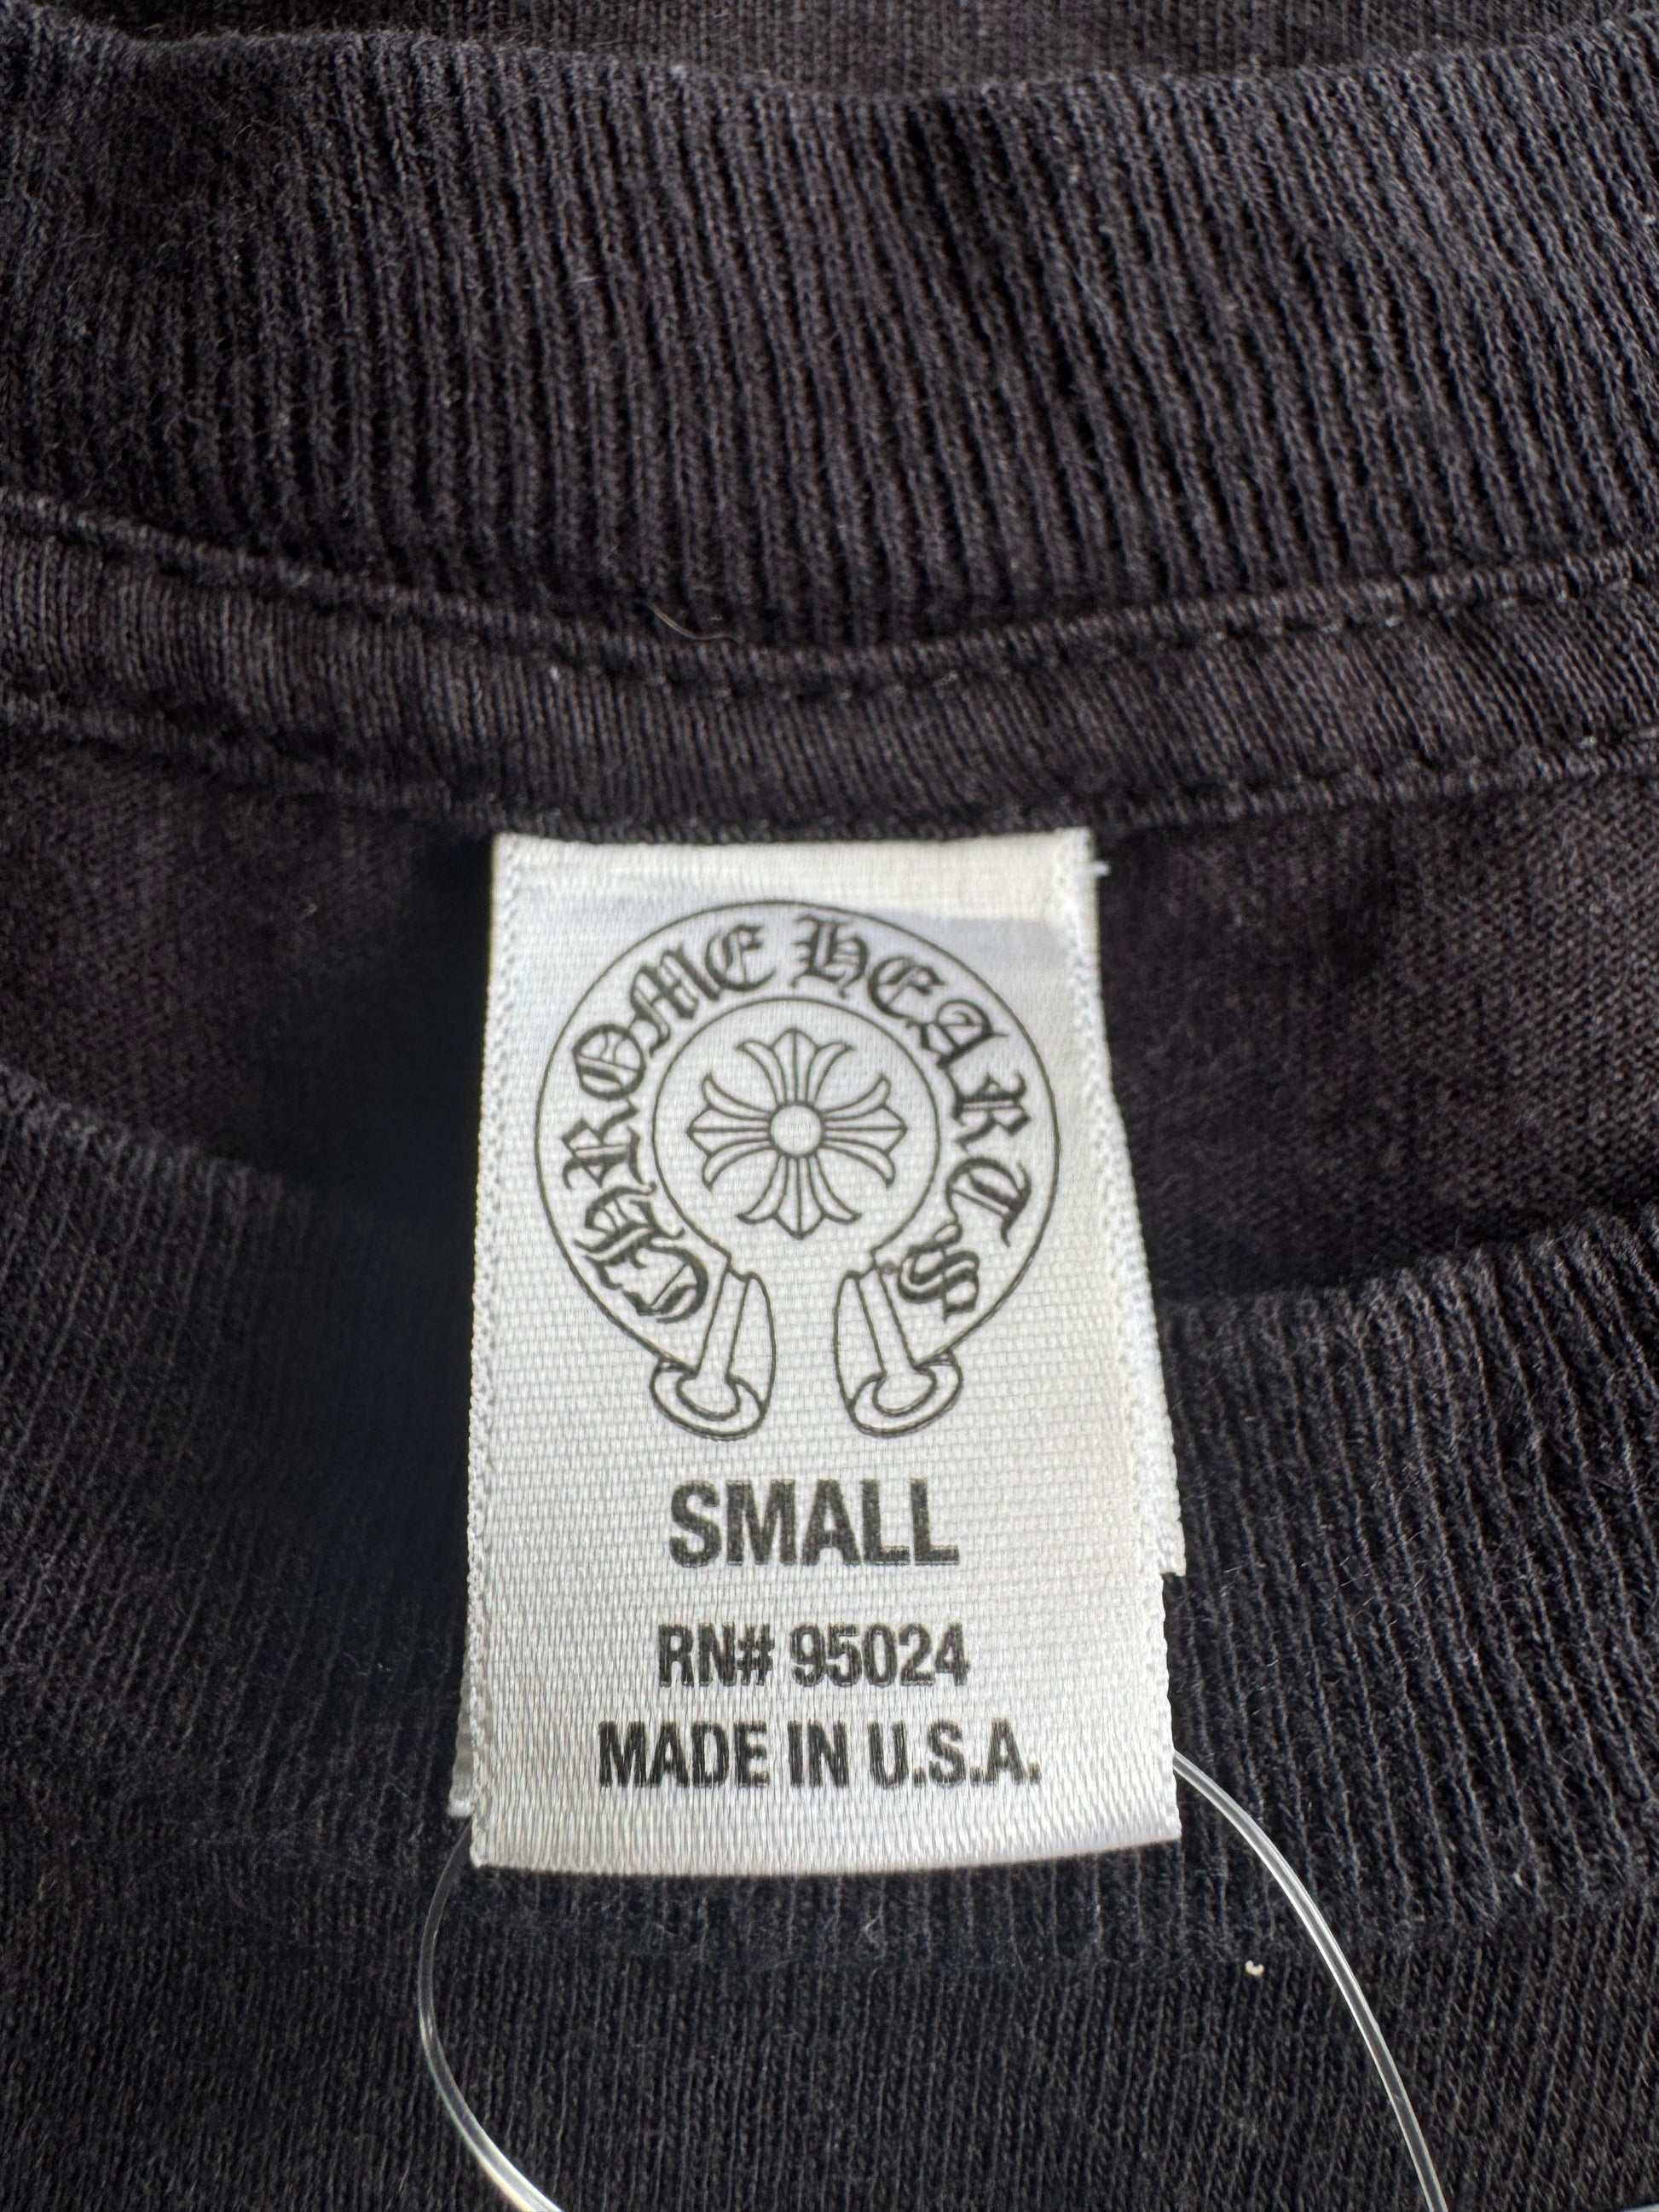 CHROME HEARTS
SMALL
RN# 95024
MADE IN U.S.A.